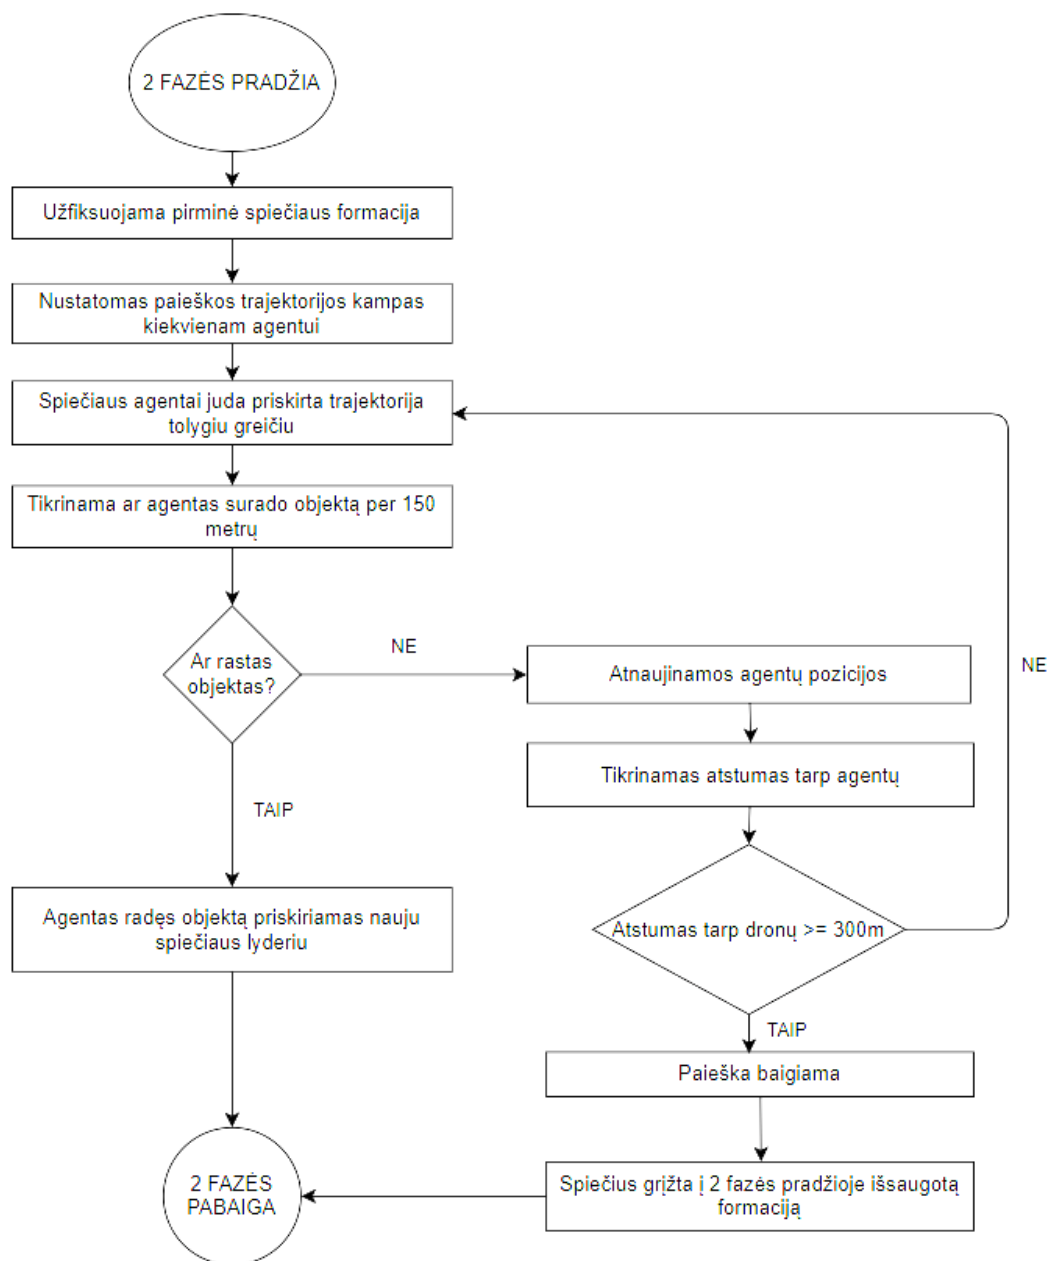 2 FAZĖS PRADŽIA
Užfiksuojama pirminė spiečiaus formacija
Nustatomas paieškos trajektorijos kampas
kiekvienam agentui
Spiečiaus agentai juda priskirta trajektorija
tolygiu greičiu
Tikrinama ar agentas surado objektą per 150
metrų
Ar rastas
objektas?
NE
Atnaujinamos agentų pozicijos
NE
Tikrinamas atstumas tarp agentų
TAIP
Agentas radęs objektą priskiriamas nauju
spiečiaus lyderiu
Atstumas tarp dronų >= 300m
TAIP
Paieška baigiama
2 FAZĖS
PABAIGA
Spiečius grįžta į 2 fazės pradžioje išsaugotą
formaciją